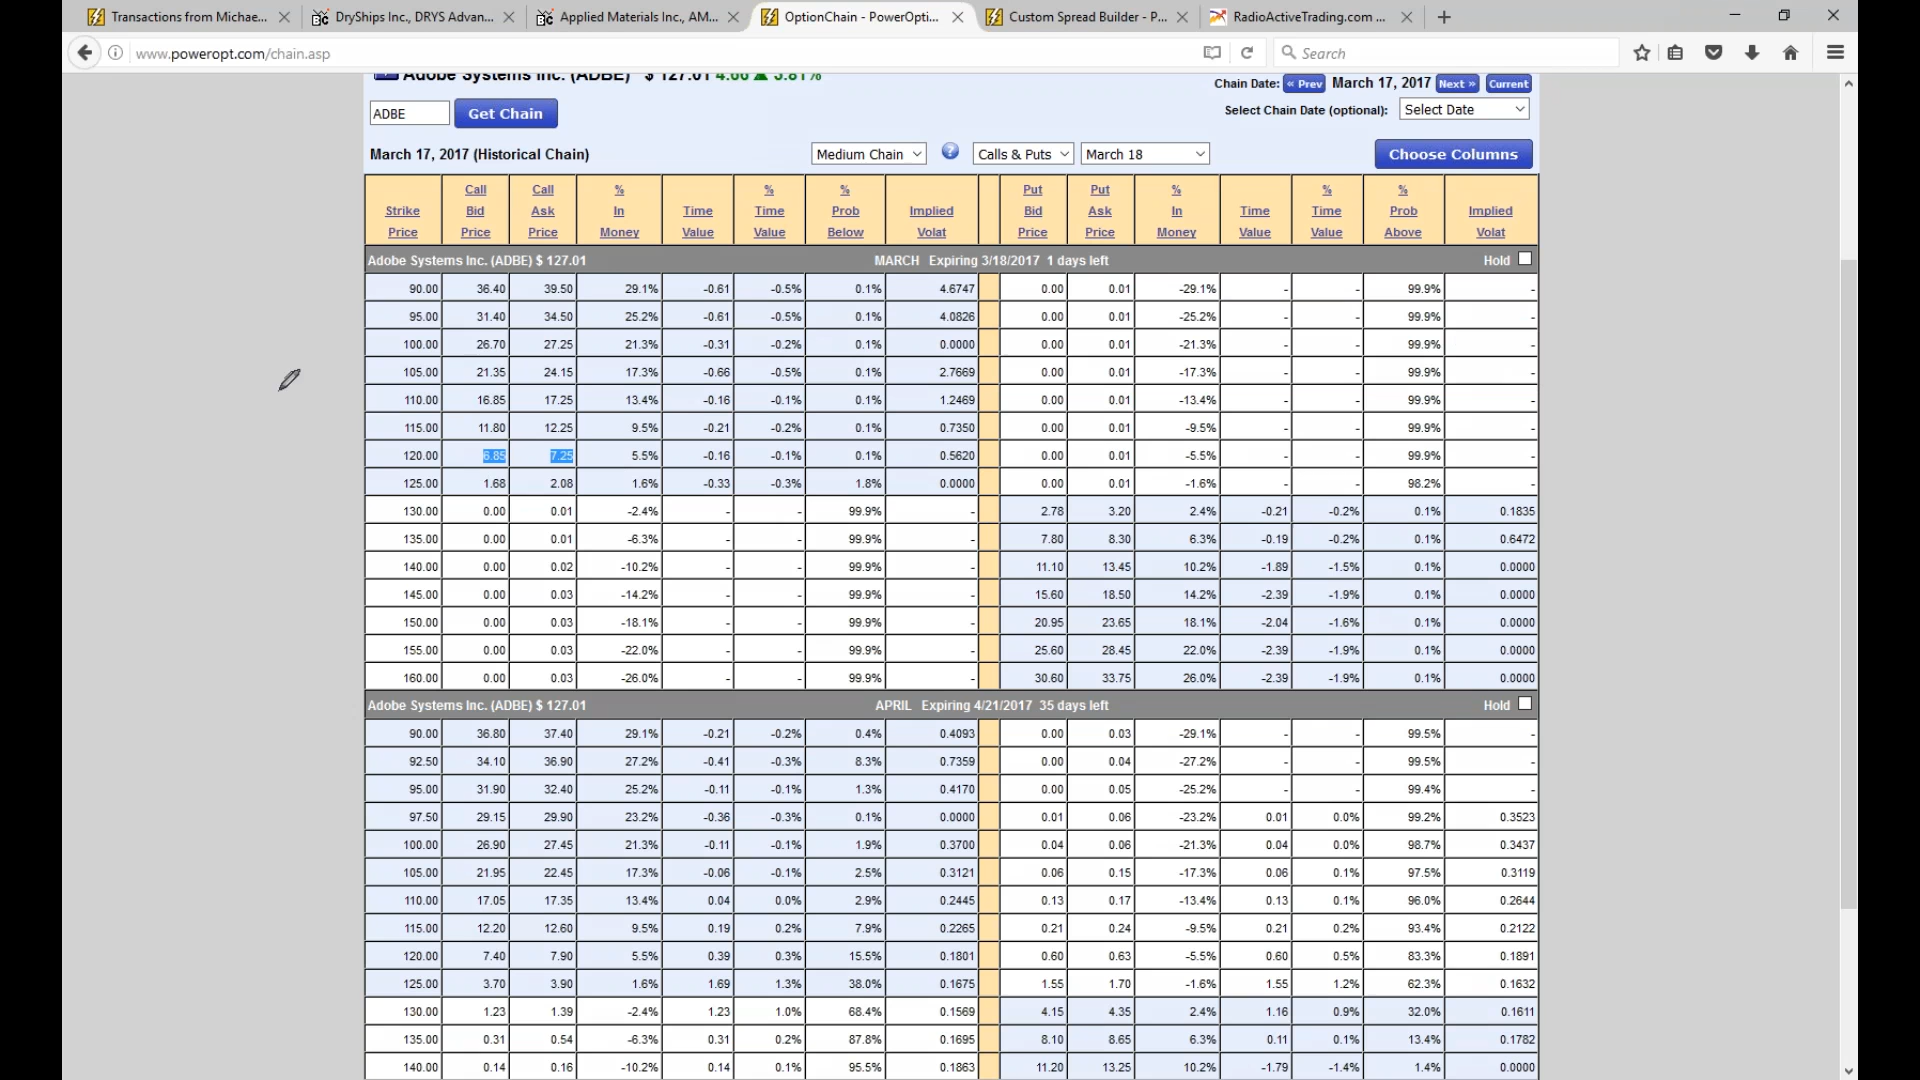 Transactions from Michae... DryShips Inc., DRYS Advan... Applied Materials Inc., AM... OptionChain - PowerOpti... Custom Spread Builder - P... RadioActiveTrading.com ...
www.poweropt.com/chain.asp Search
Adobe Systems Inc. (ADBE) $ 127.01 4.66 3.81%
Chain Date: « Prev March 17, 2017 Next » Current
ADBE Get Chain Select Chain Date (optional): Select Date
March 17, 2017 (Historical Chain) Medium Chain ? Calls & Puts March 18 Choose Columns
Strike Price Call Bid Price Call Ask Price % In Money Time Value % Time Value % Prob Below Implied Volat Put Bid Price Put Ask Price % In Money Time Value % Time Value % Prob Above Implied Volat
Adobe Systems Inc. (ADBE) $ 127.01 MARCH Expiring 3/18/2017 1 days left Hold
90.00 36.40 39.50 29.1% -0.61 -0.5% 0.1% 4.6747 0.00 0.01 -29.1% - - 99.9% -
95.00 31.40 34.50 25.2% -0.61 -0.5% 0.1% 4.0826 0.00 0.01 -25.2% - - 99.9% -
100.00 26.70 27.25 21.3% -0.31 -0.2% 0.1% 0.0000 0.00 0.01 -21.3% - - 99.9% -
105.00 21.35 24.15 17.3% -0.66 -0.5% 0.1% 2.7669 0.00 0.01 -17.3% - - 99.9% -
110.00 16.85 17.25 13.4% -0.16 -0.1% 0.1% 1.2469 0.00 0.01 -13.4% - - 99.9% -
115.00 11.80 12.25 9.5% -0.21 -0.2% 0.1% 0.7350 0.00 0.01 -9.5% - - 99.9% -
120.00 6.85 7.25 5.5% -0.16 -0.1% 0.1% 0.5620 0.00 0.01 -5.5% - - 99.9% -
125.00 1.68 2.08 1.6% -0.33 -0.3% 1.8% 0.0000 0.00 0.01 -1.6% - - 98.2% -
130.00 0.00 0.01 -2.4% - - 99.9% - 2.78 3.20 2.4% -0.21 -0.2% 0.1% 0.1835
135.00 0.00 0.01 -6.3% - - 99.9% - 7.80 8.30 6.3% -0.19 -0.2% 0.1% 0.6472
140.00 0.00 0.02 -10.2% - - 99.9% - 11.10 13.45 10.2% -1.89 -1.5% 0.1% 0.0000
145.00 0.00 0.03 -14.2% - - 99.9% - 15.60 18.50 14.2% -2.39 -1.9% 0.1% 0.0000
150.00 0.00 0.03 -18.1% - - 99.9% - 20.95 23.65 18.1% -2.04 -1.6% 0.1% 0.0000
155.00 0.00 0.03 -22.0% - - 99.9% - 25.60 28.45 22.0% -2.39 -1.9% 0.1% 0.0000
160.00 0.00 0.03 -26.0% - - 99.9% - 30.60 33.75 26.0% -2.39 -1.9% 0.1% 0.0000
Adobe Systems Inc. (ADBE) $ 127.01 APRIL Expiring 4/21/2017 35 days left Hold
90.00 36.80 37.40 29.1% -0.21 -0.2% 0.4% 0.4093 0.00 0.03 -29.1% - - 99.5% -
92.50 34.10 36.90 27.2% -0.41 -0.3% 8.3% 0.7359 0.00 0.04 -27.2% - - 99.5% -
95.00 31.90 32.40 25.2% -0.11 -0.1% 1.3% 0.4170 0.00 0.05 -25.2% - - 99.4% -
97.50 29.15 29.90 23.2% -0.36 -0.3% 0.1% 0.0000 0.01 0.06 -23.2% 0.01 0.0% 99.2% 0.3523
100.00 26.90 27.45 21.3% -0.11 -0.1% 1.9% 0.3700 0.04 0.06 -21.3% 0.04 0.0% 98.7% 0.3437
105.00 21.95 22.45 17.3% -0.06 -0.1% 2.5% 0.3121 0.06 0.15 -17.3% 0.06 0.1% 97.5% 0.3119
110.00 17.05 17.35 13.4% 0.04 0.0% 2.9% 0.2445 0.13 0.17 -13.4% 0.13 0.1% 96.0% 0.2644
115.00 12.20 12.60 9.5% 0.19 0.2% 7.9% 0.2265 0.21 0.24 -9.5% 0.21 0.2% 93.4% 0.2122
120.00 7.40 7.90 5.5% 0.39 0.3% 15.5% 0.1801 0.60 0.63 -5.5% 0.60 0.5% 83.3% 0.1891
125.00 3.70 3.90 1.6% 1.69 1.3% 38.0% 0.1675 1.55 1.70 -1.6% 1.55 1.2% 62.3% 0.1632
130.00 1.23 1.39 -2.4% 1.23 1.0% 68.4% 0.1569 4.15 4.35 2.4% 1.16 0.9% 32.0% 0.1611
135.00 0.31 0.54 -6.3% 0.31 0.2% 87.8% 0.1695 8.10 8.65 6.3% 0.11 0.1% 13.4% 0.1782
140.00 0.14 0.16 -10.2% 0.14 0.1% 95.5% 0.1863 11.20 13.25 10.2% -1.79 -1.4% 1.4% 0.0000